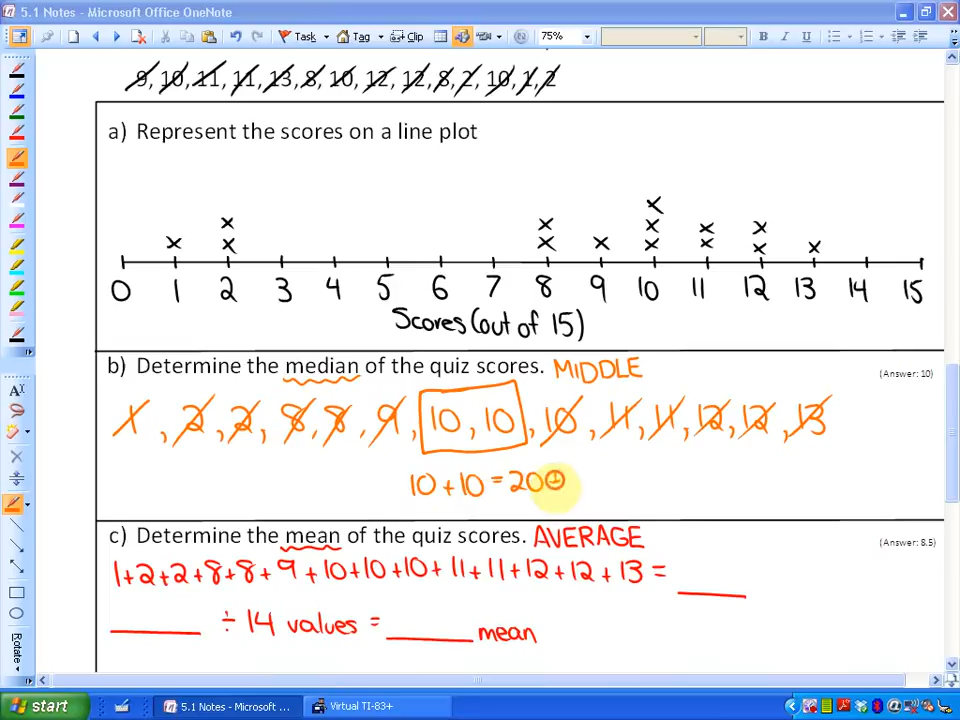 5.1 Notes - Microsoft Office OneNote
Task Tag Clip 75% B I U
9, 10, 11, 11, 13, 8, 10, 12, 12, 8, 2, 10, 1, 2
a) Represent the scores on a line plot
0 1 2 3 4 5 6 7 8 9 10 11 12 13 14 15
Scores (out of 15)
b) Determine the median of the quiz scores. MIDDLE (Answer: 10)
1, 2, 2, 8, 8, 9, 10, 10, 10, 11, 11, 12, 12, 13
10+10=20÷
c) Determine the mean of the quiz scores. AVERAGE (Answer: 8.5)
1+2+2+8+8+9+10+10+10+11+11+12+12+13=
÷ 14 values = mean
Rotate
start 5.1 Notes - Microsoft ... Virtual TI-83+